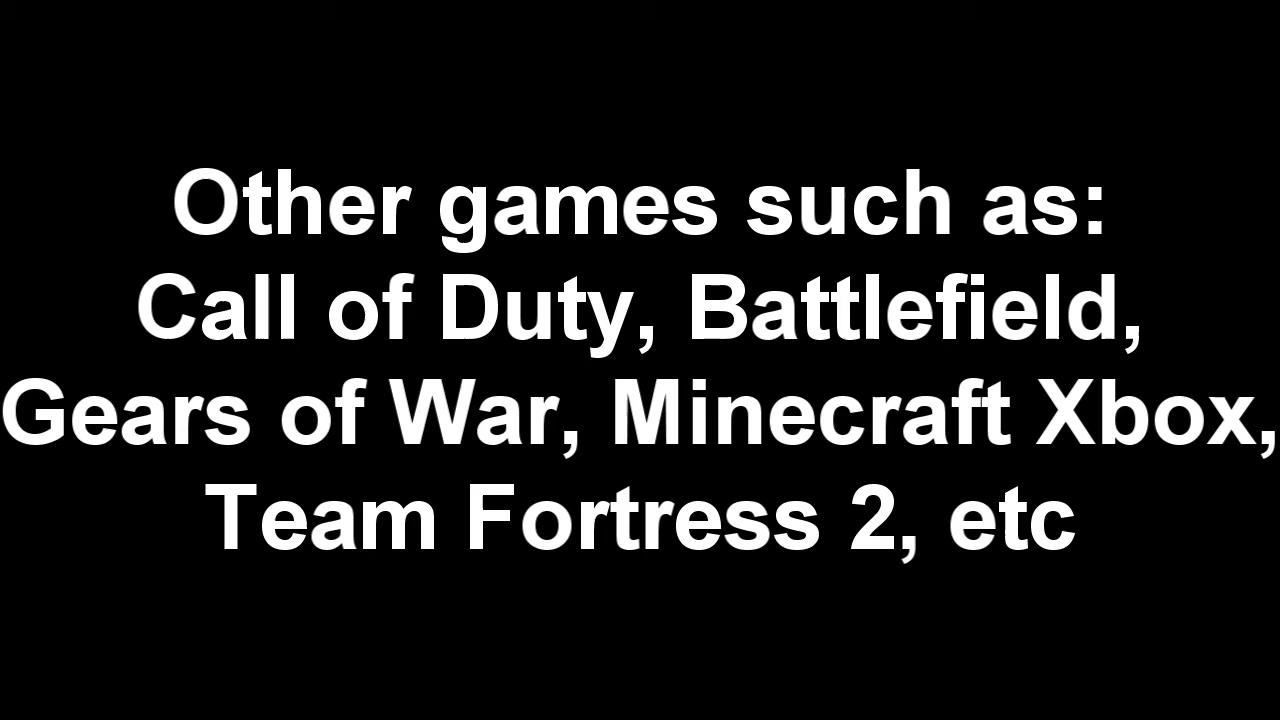 Other games such as:
Call of Duty, Battlefield,
Gears of War, Minecraft Xbox,
Team Fortress 2, etc